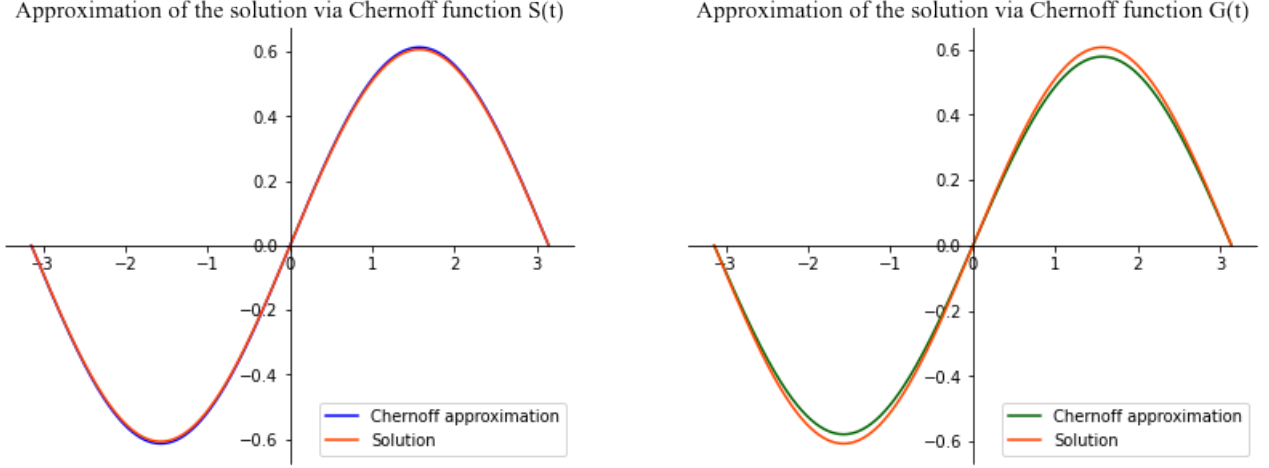 Approximation of the solution via Chernoff function S(t)
0.6
0.4
0.2
0.0
−3 −2 −1 0 1 2 3
−0.2
−0.4
−0.6
Chernoff approximation
Solution
Approximation of the solution via Chernoff function G(t)
0.6
0.4
0.2
0.0
−3 −2 −1 0 1 2 3
−0.2
−0.4
−0.6
Chernoff approximation
Solution